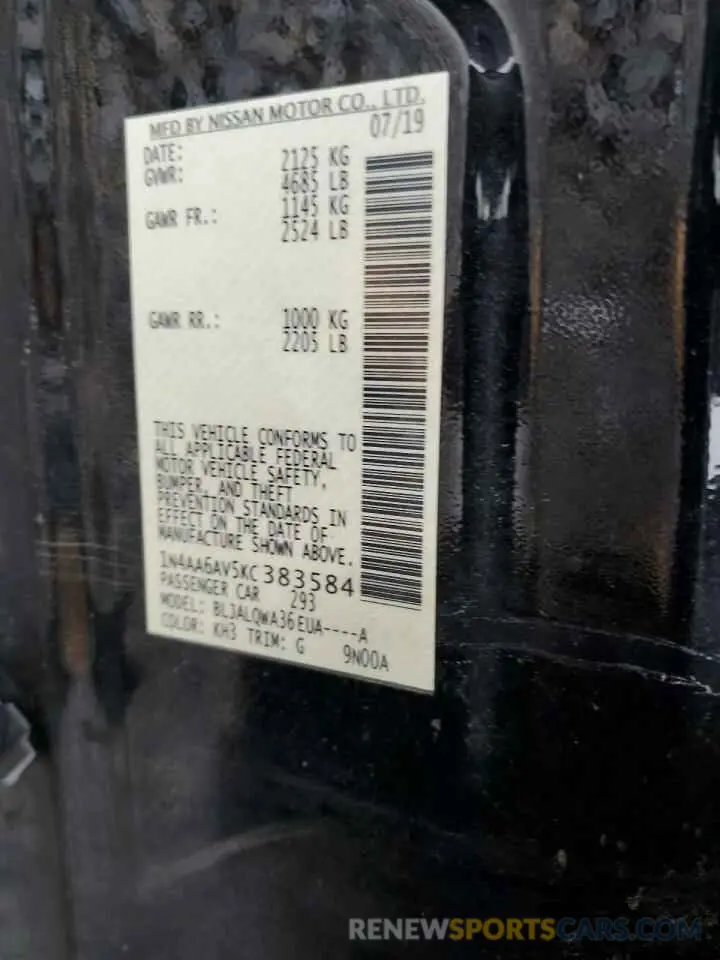 MFD BY NISSAN MOTOR CO., LTD.
DATE: 07/19
GVWR: 2125 KG
4685 LB
GAWR FR.: 1145 KG
2524 LB
GAWR RR.: 1000 KG
2205 LB
THIS VEHICLE CONFORMS TO
ALL APPLICABLE FEDERAL
MOTOR VEHICLE SAFETY,
BUMPER, AND THEFT
PREVENTION STANDARDS IN
EFFECT ON THE DATE OF
MANUFACTURE SHOWN ABOVE.
1N4AA6AV5KC383584
PASSENGER CAR 293
MODEL: BLJALQWA36EUA----A
COLOR: KH3 TRIM: G 9N00A
RENEWSPORTSCARS.COM